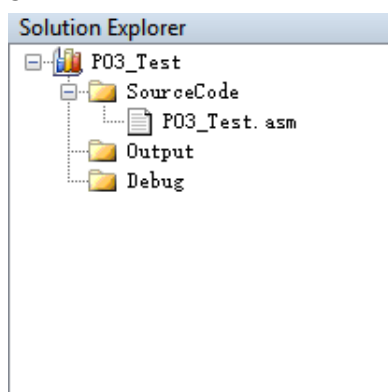 Solution Explorer
P03_Test
SourceCode
P03_Test.asm
Output
Debug